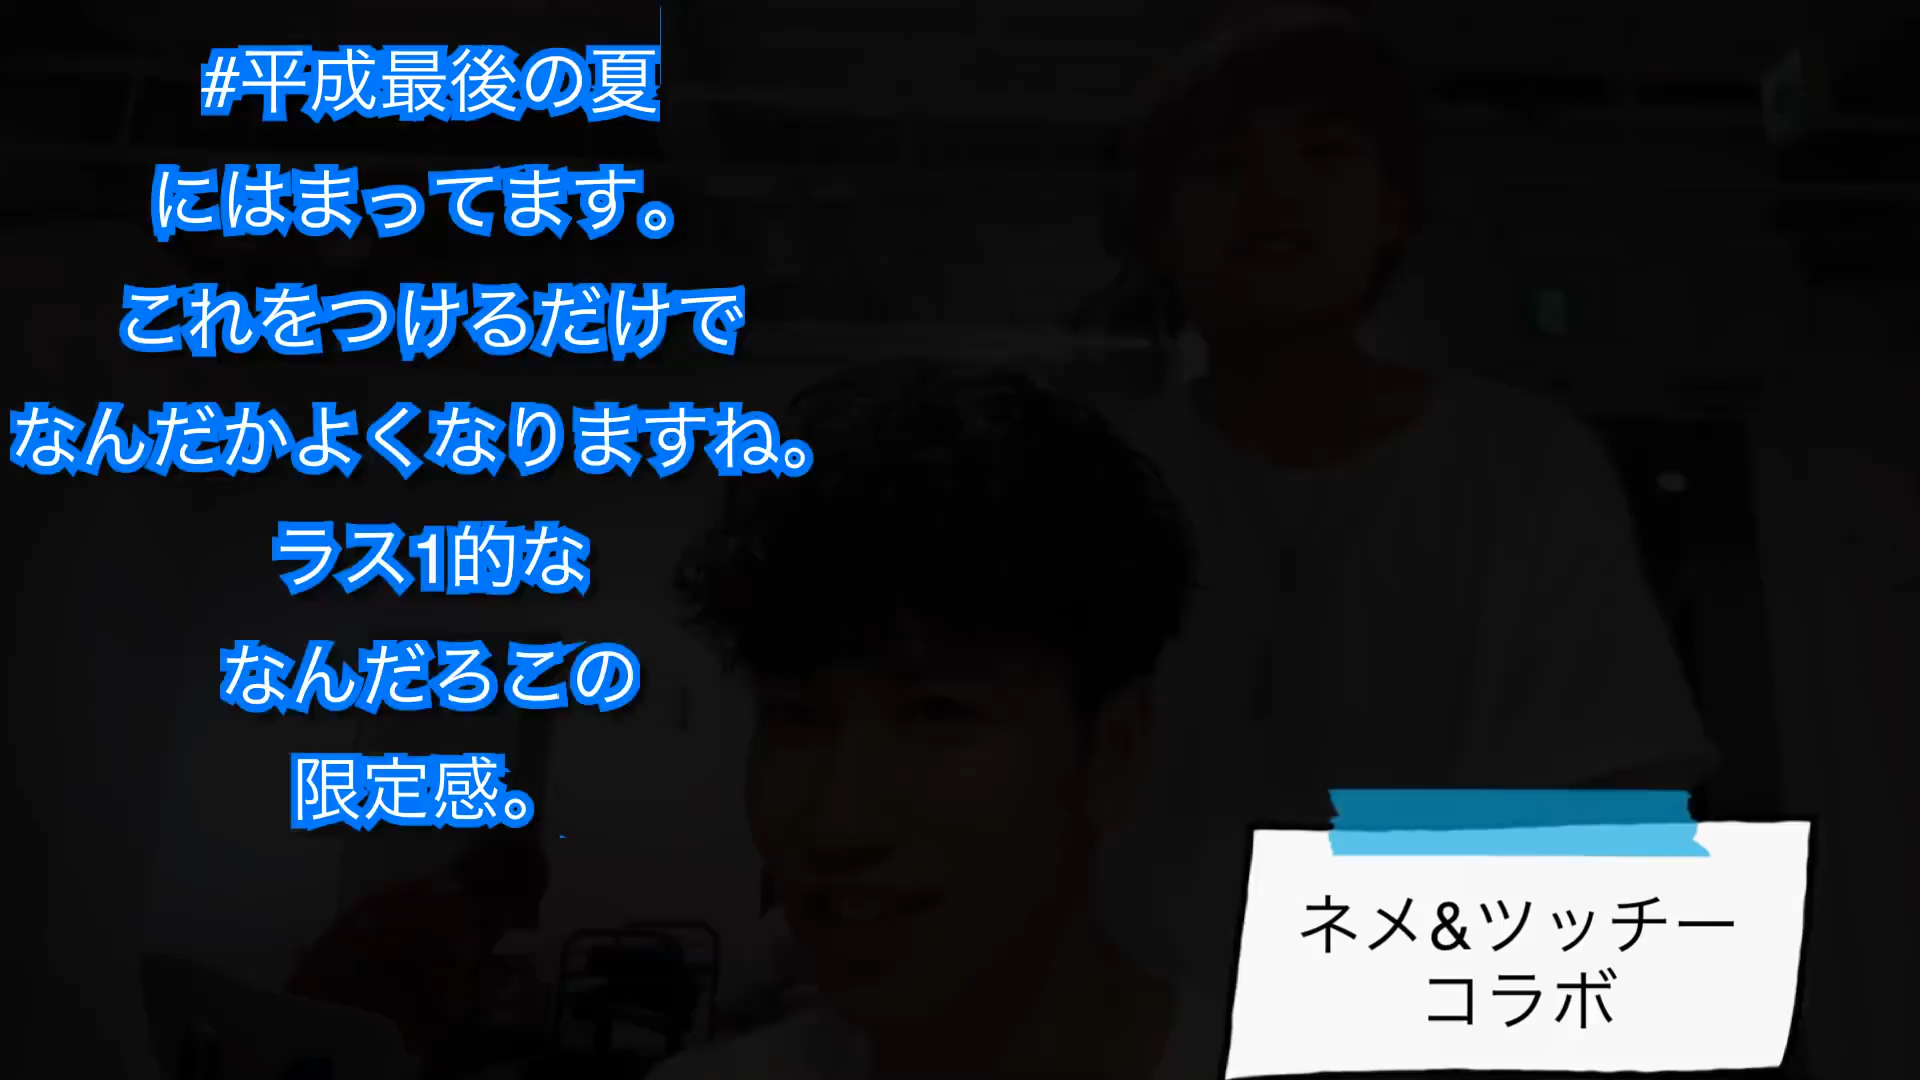 #平成最後の夏
にはまってます。
これをつけるだけで
なんだかよくなりますね。
ラス1的な
なんだろこの
限定感。
ネメ&ツッチー
コラボ